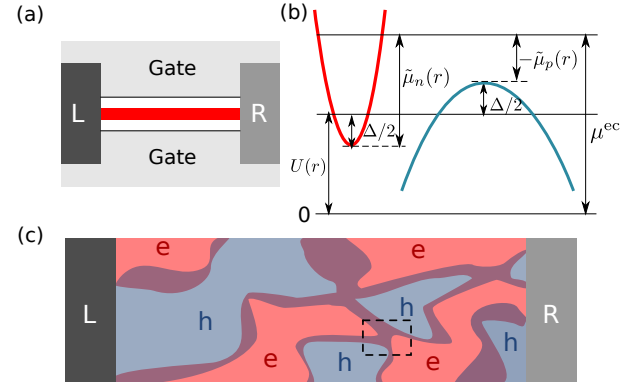 (a)
Gate
L
R
Gate
(b)
μ̃ₙ(r)
−μ̃ₚ(r)
Δ/2
Δ/2
U(r)
μᵉᶜ
0
(c)
e
e
L
h
h
R
e
e
h
h